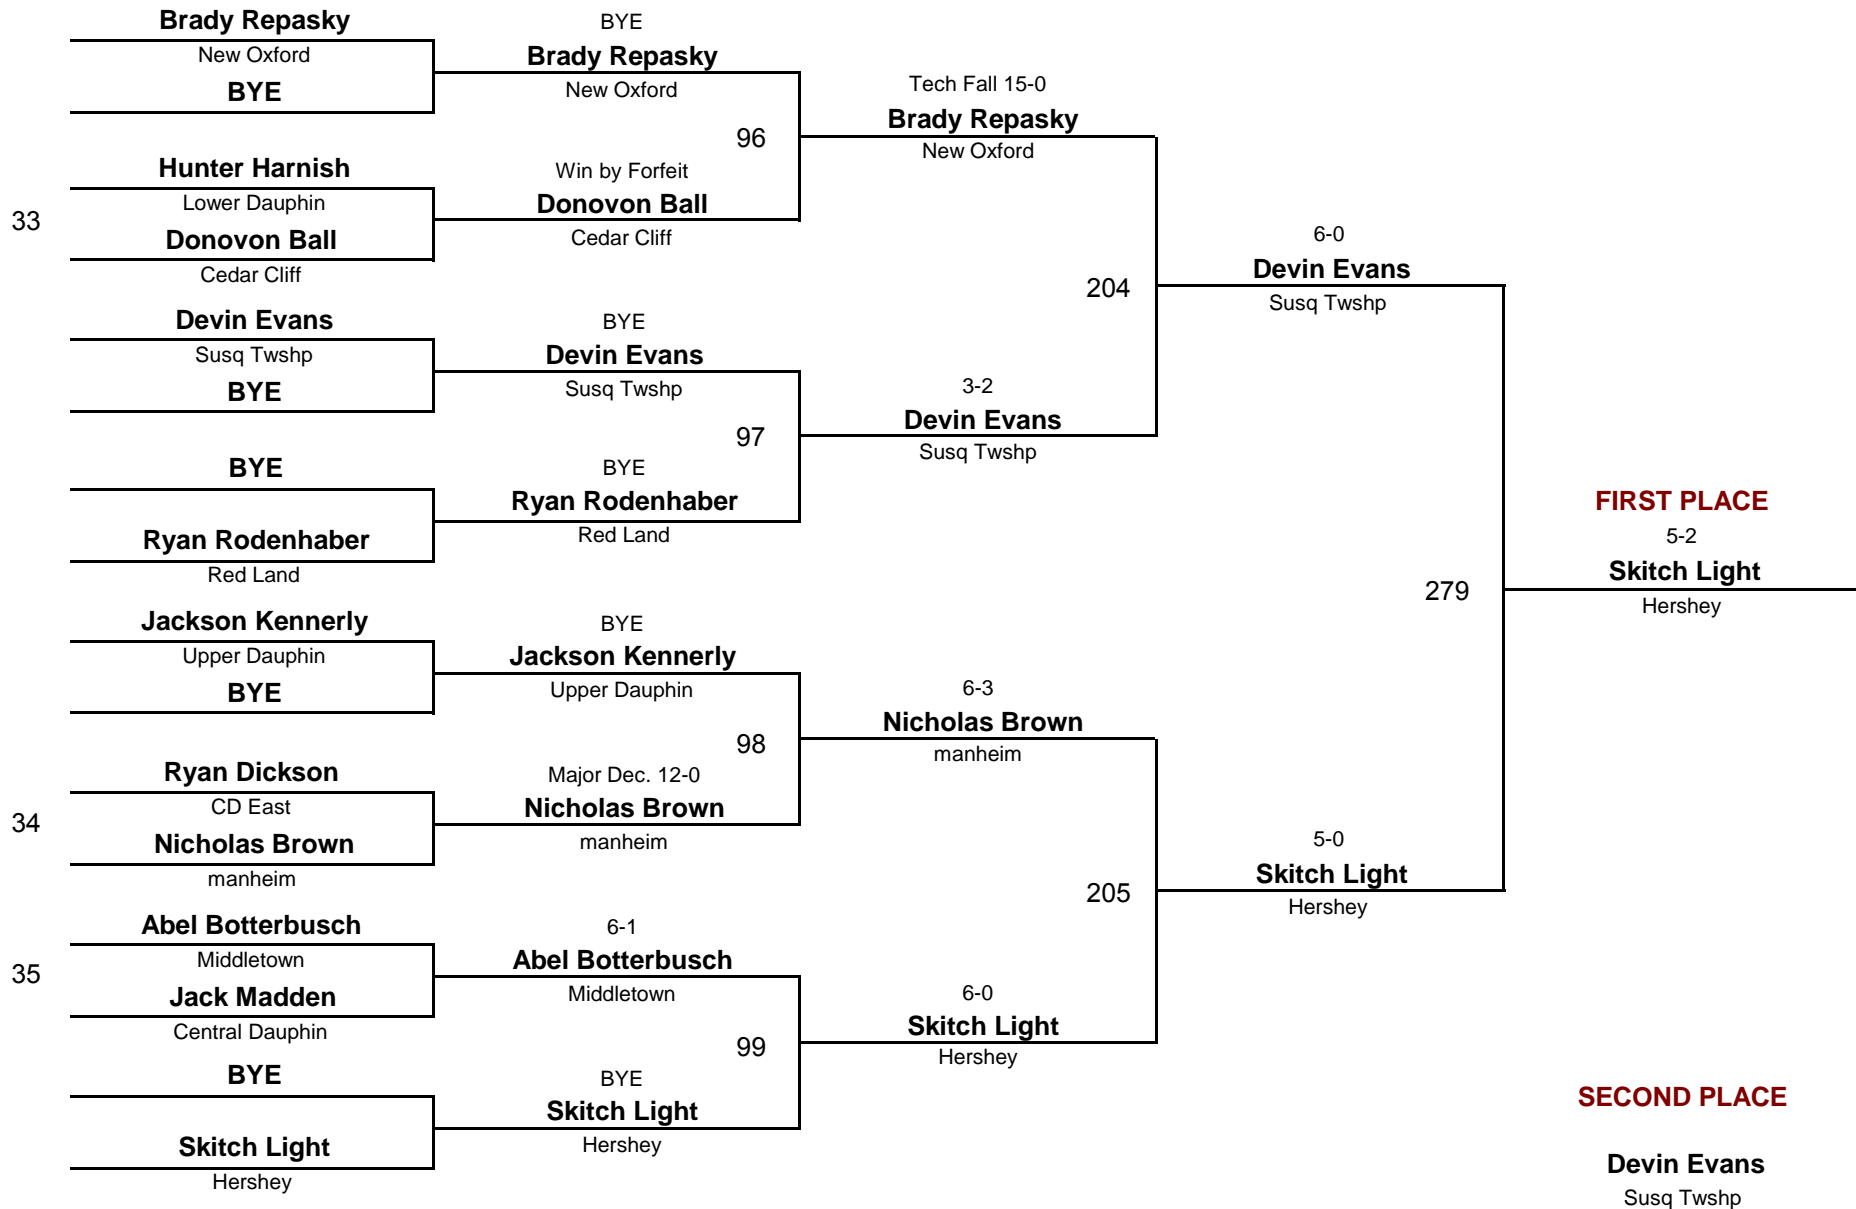 Brady Repasky
New Oxford
BYE
33
Hunter Harnish
Lower Dauphin
Donovon Ball
Cedar Cliff
Devin Evans
Susq Twshp
BYE
BYE
Ryan Rodenhaber
Red Land
Jackson Kennerly
Upper Dauphin
BYE
34
Ryan Dickson
CD East
Nicholas Brown
manheim
35
Abel Botterbusch
Middletown
Jack Madden
Central Dauphin
BYE
Skitch Light
Hershey
BYE
Brady Repasky
New Oxford
96
Win by Forfeit
Donovon Ball
Cedar Cliff
BYE
Devin Evans
Susq Twshp
97
BYE
Ryan Rodenhaber
Red Land
BYE
Jackson Kennerly
Upper Dauphin
98
Major Dec. 12-0
Nicholas Brown
manheim
6-1
Abel Botterbusch
Middletown
99
BYE
Skitch Light
Hershey
Tech Fall 15-0
Brady Repasky
New Oxford
204
3-2
Devin Evans
Susq Twshp
6-3
Nicholas Brown
manheim
205
6-0
Skitch Light
Hershey
6-0
Devin Evans
Susq Twshp
279
5-0
Skitch Light
Hershey
FIRST PLACE
5-2
Skitch Light
Hershey
SECOND PLACE
Devin Evans
Susq Twshp